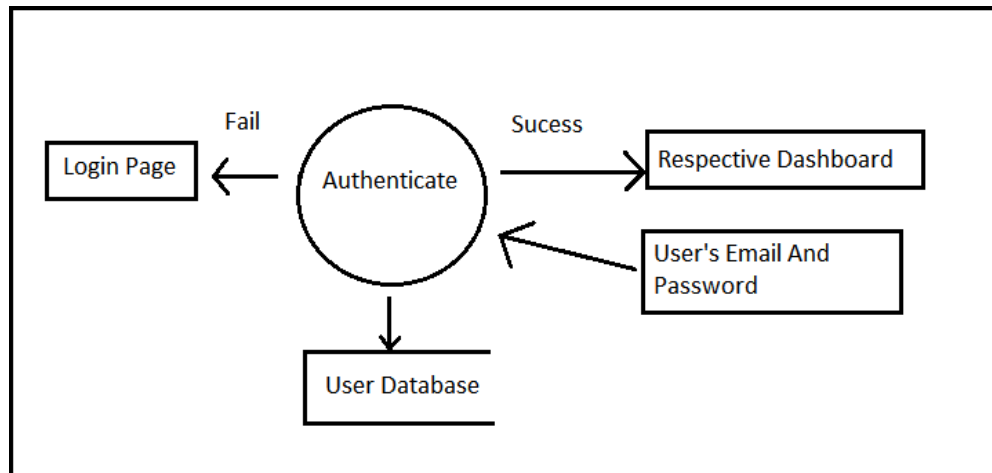 Fail
Sucess
Login Page
Authenticate
Respective Dashboard
User's Email And
Password
User Database